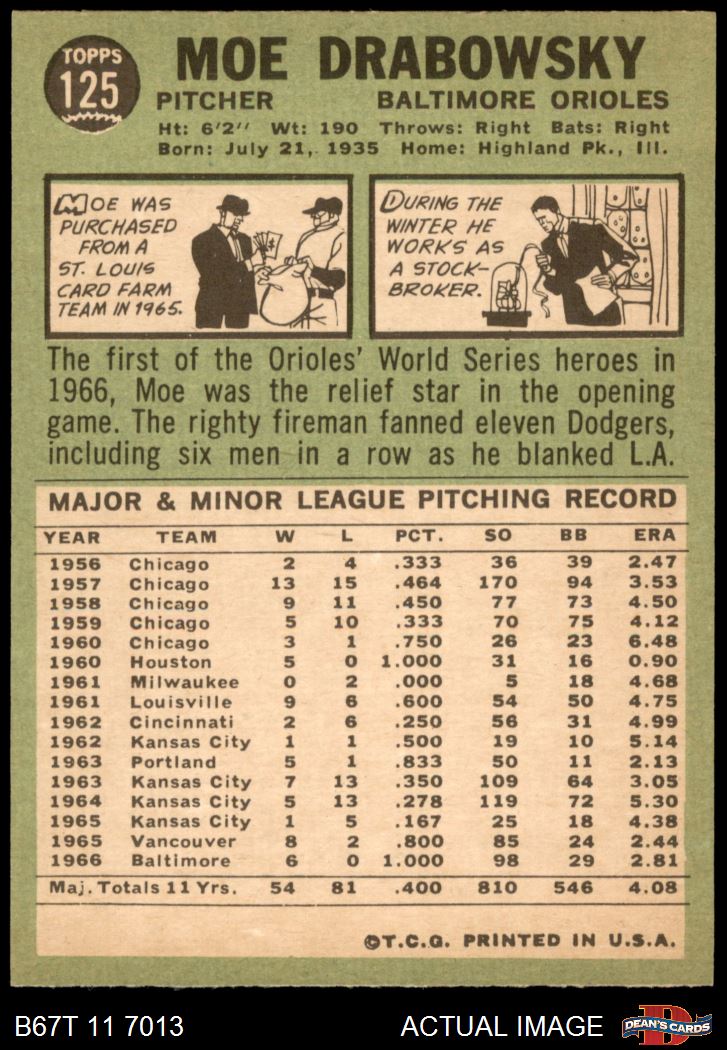 TOPPS
125
MOE DRABOWSKY
PITCHER BALTIMORE ORIOLES
Ht: 6'2" Wt: 190 Throws: Right Bats: Right
Born: July 21, 1935 Home: Highland Pk., Ill.
MOE WAS
PURCHASED
FROM A
ST. LOUIS
CARD FARM
TEAM IN 1965.
$
DURING THE
WINTER HE
WORKS AS
A STOCK-
BROKER.
The first of the Orioles' World Series heroes in
1966, Moe was the relief star in the opening
game. The righty fireman fanned eleven Dodgers,
including six men in a row as he blanked L.A.
MAJOR & MINOR LEAGUE PITCHING RECORD
YEAR TEAM W L PCT. SO BB ERA
1956 Chicago 2 4 .333 36 39 2.47
1957 Chicago 13 15 .464 170 94 3.53
1958 Chicago 9 11 .450 77 73 4.50
1959 Chicago 5 10 .333 70 75 4.12
1960 Chicago 3 1 .750 26 23 6.48
1960 Houston 5 0 1.000 31 16 0.90
1961 Milwaukee 0 2 .000 5 18 4.68
1961 Louisville 9 6 .600 54 50 4.75
1962 Cincinnati 2 6 .250 56 31 4.99
1962 Kansas City 1 1 .500 19 10 5.14
1963 Portland 5 1 .833 50 11 2.13
1963 Kansas City 7 13 .350 109 64 3.05
1964 Kansas City 5 13 .278 119 72 5.30
1965 Kansas City 1 5 .167 25 18 4.38
1965 Vancouver 8 2 .800 85 24 2.44
1966 Baltimore 6 0 1.000 98 29 2.81
Maj. Totals 11 Yrs. 54 81 .400 810 546 4.08
©T.C.G. PRINTED IN U.S.A.
B67T 11 7013 ACTUAL IMAGE
D
DEAN'S CARDS